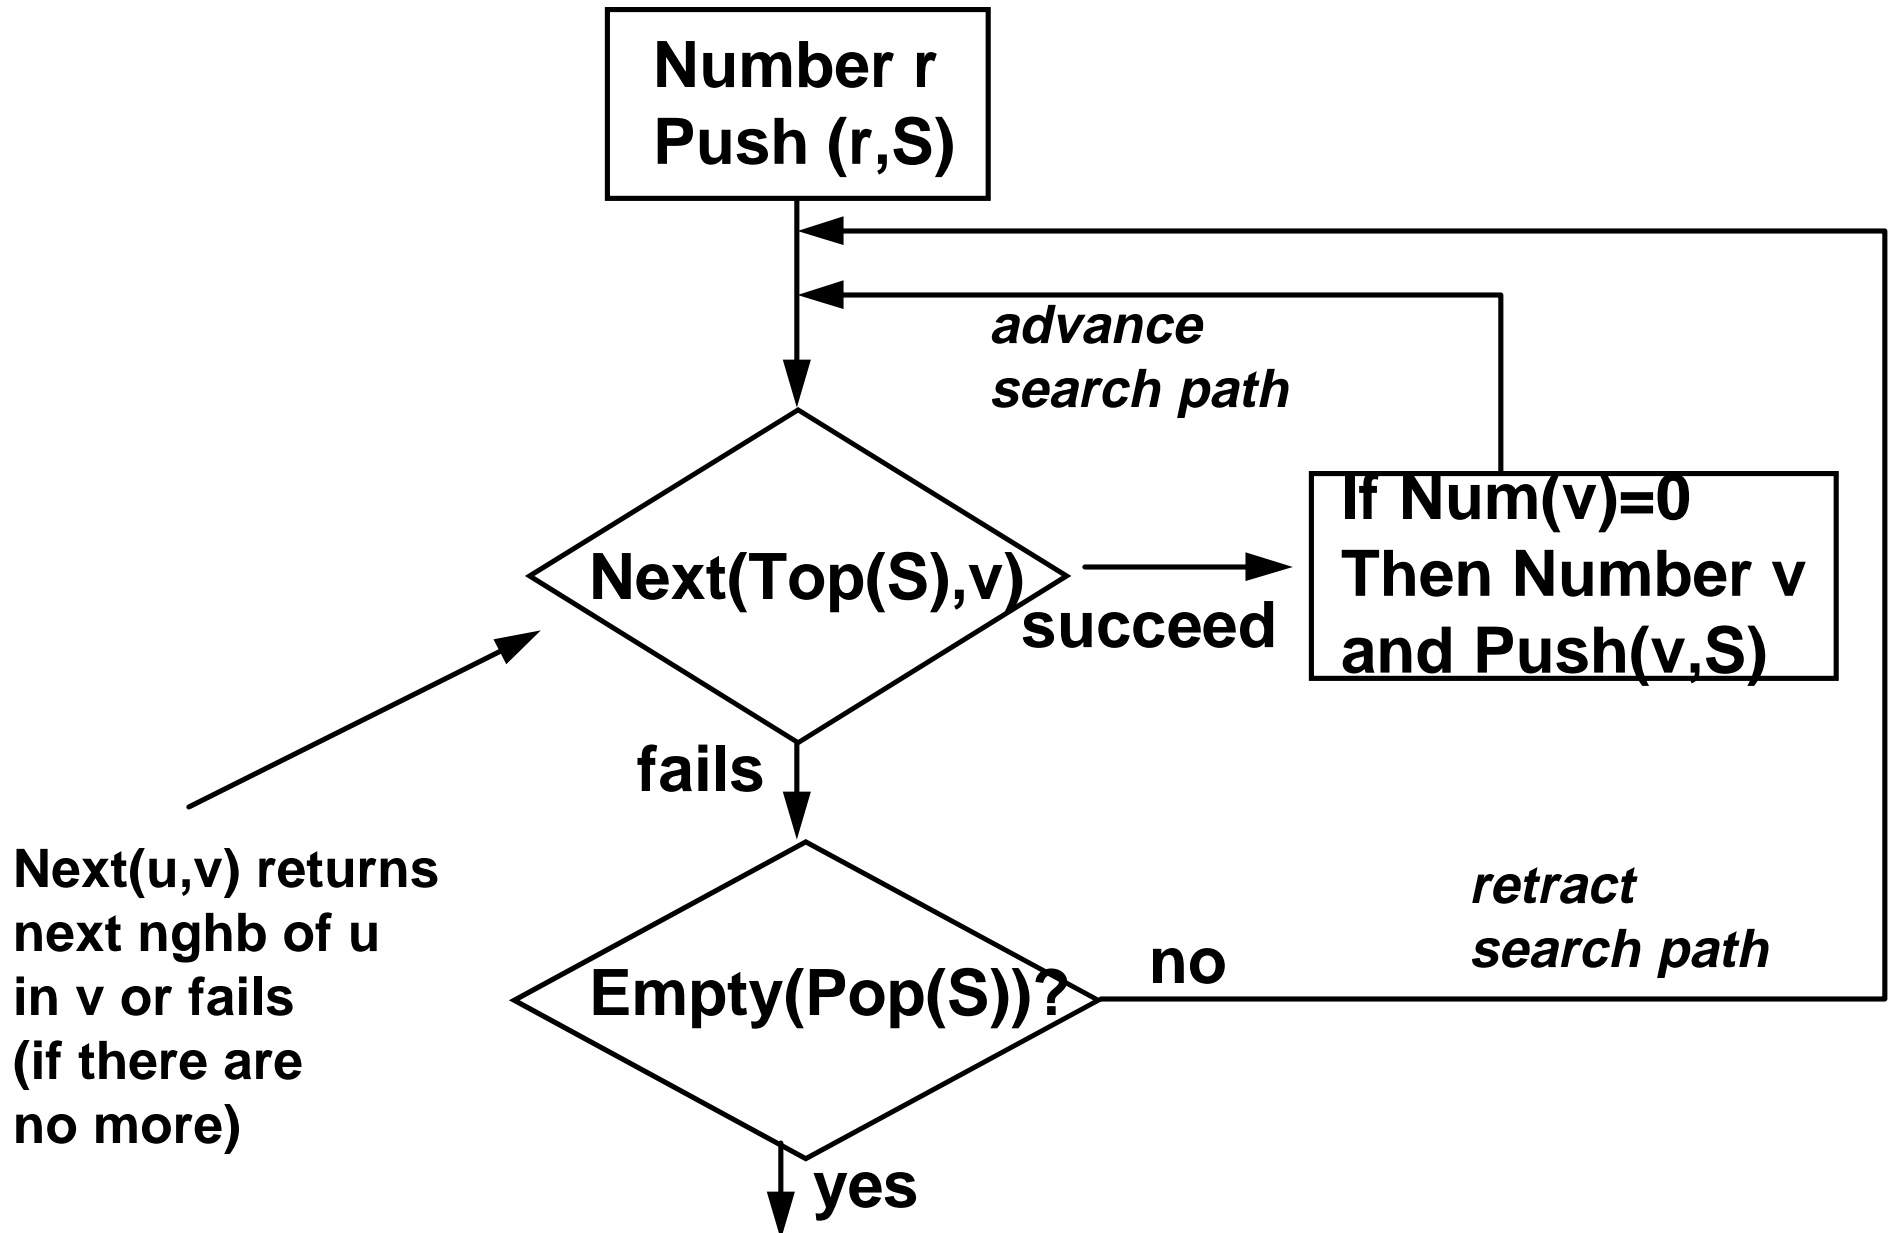 Number r
Push (r,S)
advance
search path
If Num(v)=0
Then Number v
and Push(v,S)
Next(Top(S),v)
succeed
fails
Next(u,v) returns
next nghb of u
in v or fails
(if there are
no more)
retract
search path
no
Empty(Pop(S))?
yes